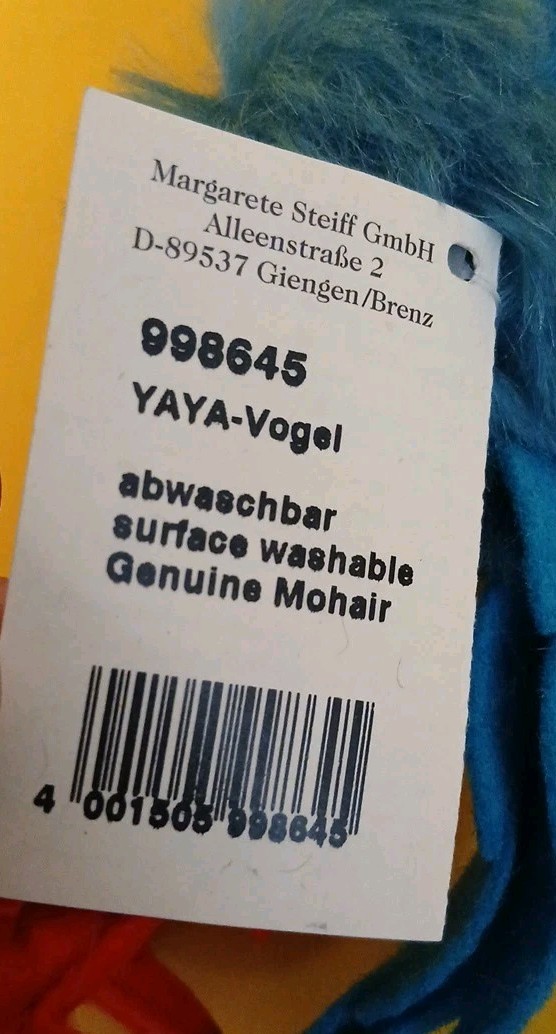 Margarete Steiff GmbH
Alleenstraße 2
D-89537 Giengen/Brenz
998645
YAYA-Vogel
abwaschbar
surface washable
Genuine Mohair
4 001505 998645